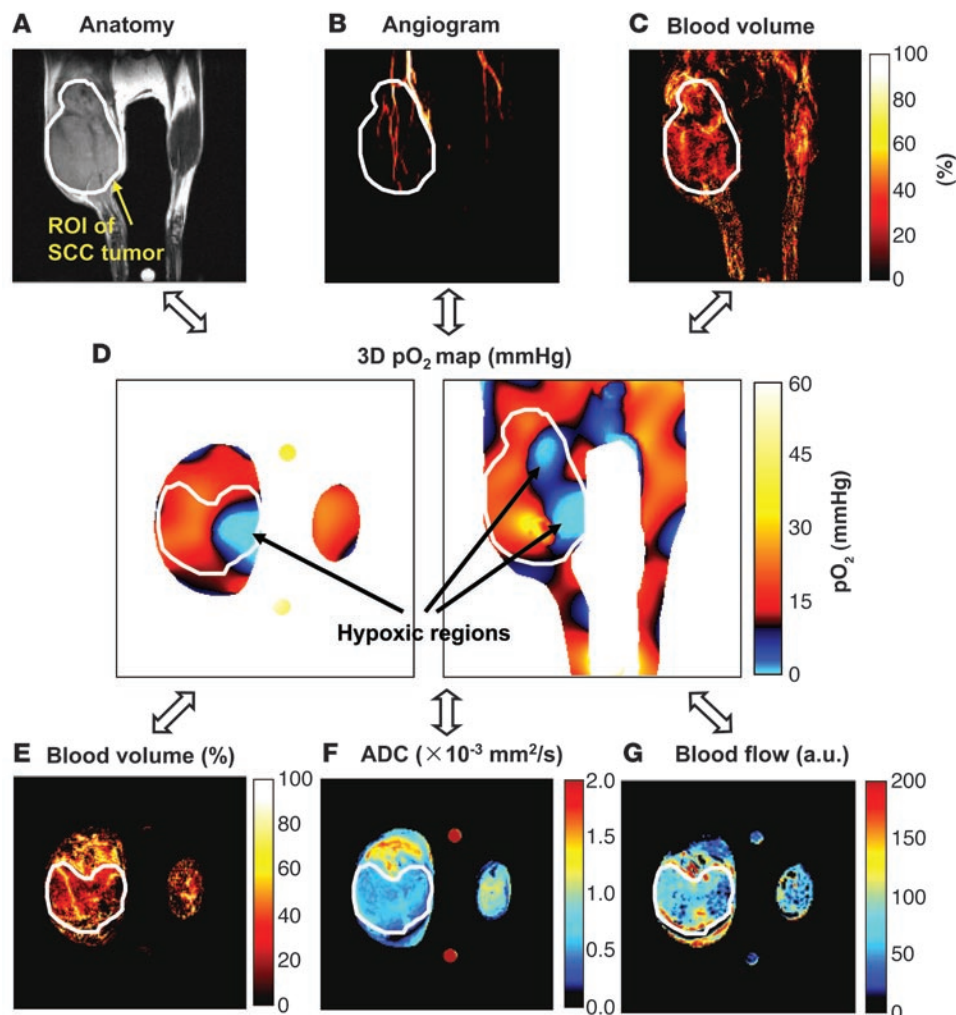 A Anatomy
B Angiogram
C Blood volume
ROI of
SCC tumor
100
80
60
40
20
0
(%)
D 3D pO₂ map (mmHg)
Hypoxic regions
60
45
30
15
0
pO₂ (mmHg)
E Blood volume (%)
100
80
60
40
20
0
F ADC (×10⁻³ mm²/s)
2.0
1.5
1.0
0.5
0.0
G Blood flow (a.u.)
200
150
100
50
0